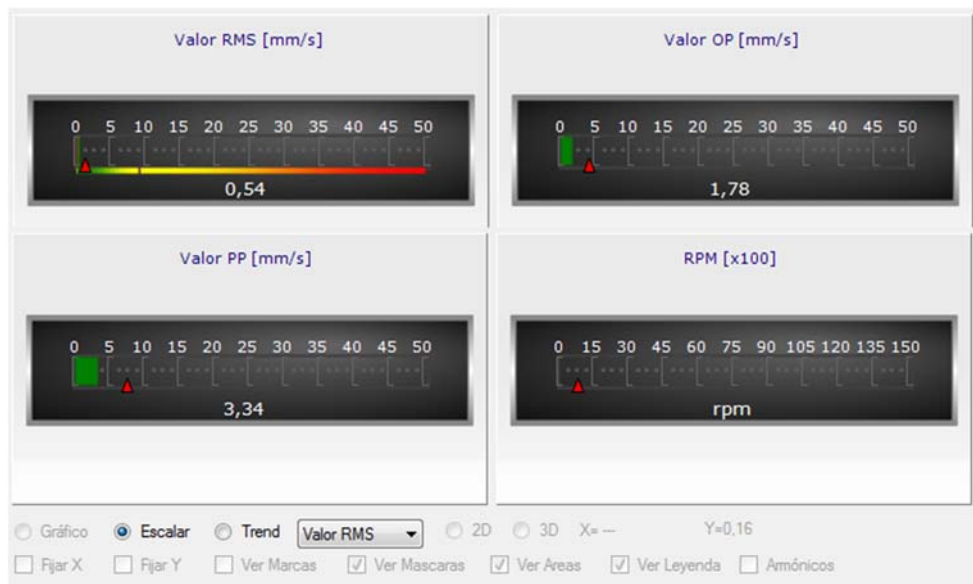 Valor RMS [mm/s]
0 5 10 15 20 25 30 35 40 45 50
0,54
Valor OP [mm/s]
0 5 10 15 20 25 30 35 40 45 50
1,78
Valor PP [mm/s]
0 5 10 15 20 25 30 35 40 45 50
3,34
RPM [x100]
0 15 30 45 60 75 90 105 120 135 150
rpm
Gráfico Escalar Trend Valor RMS 2D 3D X= --- Y=0,16
Fijar X Fijar Y Ver Marcas Ver Mascaras Ver Areas Ver Leyenda Amónicos